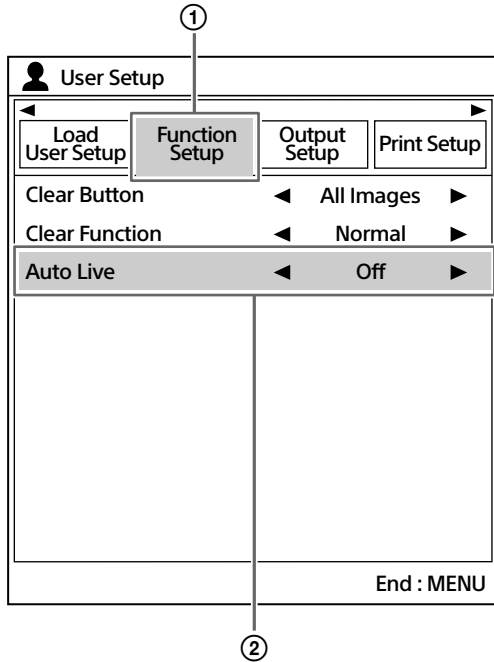 ①
User Setup
◀ ▶
Load User Setup
Function Setup
Output Setup
Print Setup
Clear Button ◀ All Images ▶
Clear Function ◀ Normal ▶
Auto Live ◀ Off ▶
End : MENU
②